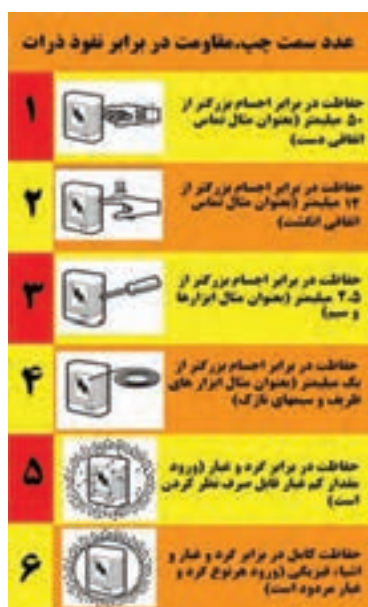 عدد سمت چپ،مقاومت در برابر نفوذ ذرات
۱
حفاظت در برابر اجسام بزرگتر از
۵۰ میلیمتر (بعنوان مثال تماس
اتفاقی دست)
۲
حفاظت در برابر اجسام بزرگتر از
۱۲ میلیمتر (بعنوان مثال تماس
اتفاقی انگشت)
۳
حفاظت در برابر اجسام بزرگتر از
۲.۵ میلیمتر (بعنوان مثال ابزارها
و سیم)
۴
حفاظت در برابر اجسام بزرگتر از
یک میلیمتر (بعنوان مثال ابزار های
ظریف و سیمهای نازک)
۵
حفاظت در برابر گرد و غبار (ورود
مقدار کم غبار قابل صرف نظر کردن
است)
۶
حفاظت کامل در برابر گرد و غبار و
اشیاء فیزیکی (ورود هرنوع گرد و
غبار مردود است)